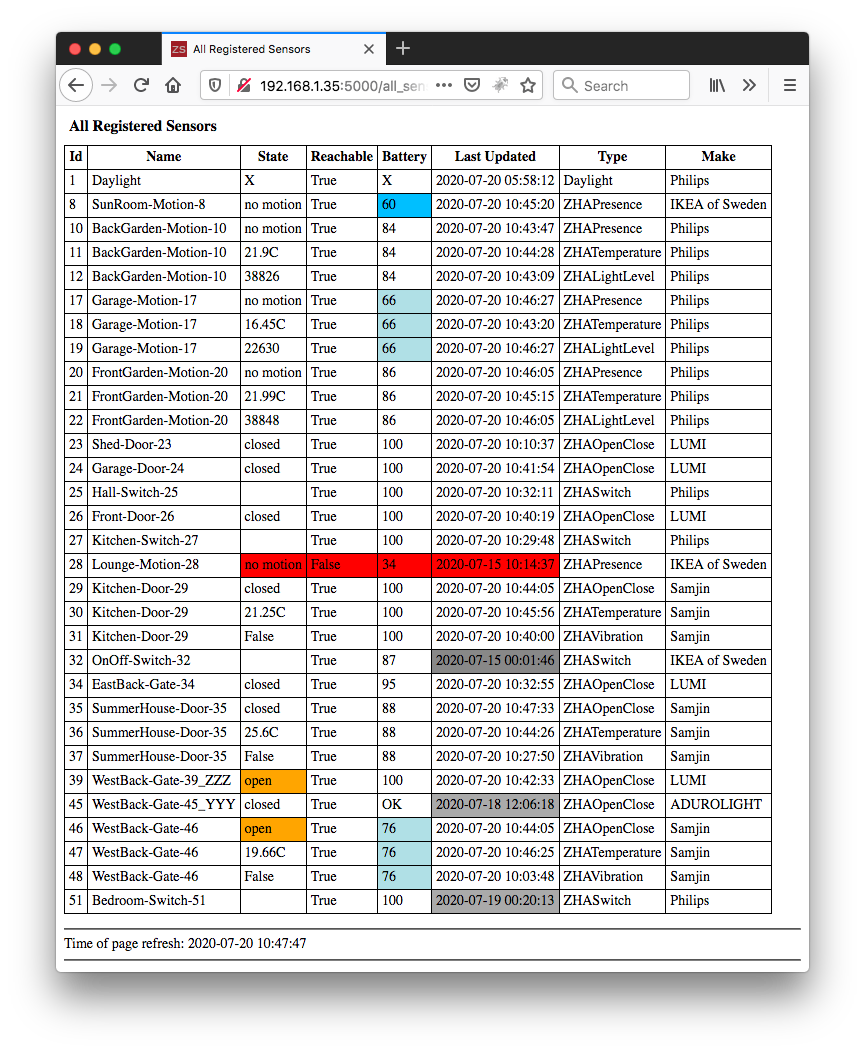 ZS All Registered Sensors
192.168.1.35:5000/all_sen Search
All Registered Sensors
Id Name State Reachable Battery Last Updated Type Make
1 Daylight X True X 2020-07-20 05:58:12 Daylight Philips
8 SunRoom-Motion-8 no motion True 60 2020-07-20 10:45:20 ZHAPresence IKEA of Sweden
10 BackGarden-Motion-10 no motion True 84 2020-07-20 10:43:47 ZHAPresence Philips
11 BackGarden-Motion-10 21.9C True 84 2020-07-20 10:44:28 ZHATemperature Philips
12 BackGarden-Motion-10 38826 True 84 2020-07-20 10:43:09 ZHALightLevel Philips
17 Garage-Motion-17 no motion True 66 2020-07-20 10:46:27 ZHAPresence Philips
18 Garage-Motion-17 16.45C True 66 2020-07-20 10:43:20 ZHATemperature Philips
19 Garage-Motion-17 22630 True 66 2020-07-20 10:46:27 ZHALightLevel Philips
20 FrontGarden-Motion-20 no motion True 86 2020-07-20 10:46:05 ZHAPresence Philips
21 FrontGarden-Motion-20 21.99C True 86 2020-07-20 10:45:15 ZHATemperature Philips
22 FrontGarden-Motion-20 38848 True 86 2020-07-20 10:46:05 ZHALightLevel Philips
23 Shed-Door-23 closed True 100 2020-07-20 10:10:37 ZHAOpenClose LUMI
24 Garage-Door-24 closed True 100 2020-07-20 10:41:54 ZHAOpenClose LUMI
25 Hall-Switch-25 True 100 2020-07-20 10:32:11 ZHASwitch Philips
26 Front-Door-26 closed True 100 2020-07-20 10:40:19 ZHAOpenClose LUMI
27 Kitchen-Switch-27 True 100 2020-07-20 10:29:48 ZHASwitch Philips
28 Lounge-Motion-28 no motion False 34 2020-07-15 10:14:37 ZHAPresence IKEA of Sweden
29 Kitchen-Door-29 closed True 100 2020-07-20 10:44:05 ZHAOpenClose Samjin
30 Kitchen-Door-29 21.25C True 100 2020-07-20 10:45:56 ZHATemperature Samjin
31 Kitchen-Door-29 False True 100 2020-07-20 10:40:00 ZHAVibration Samjin
32 OnOff-Switch-32 True 87 2020-07-15 00:01:46 ZHASwitch IKEA of Sweden
34 EastBack-Gate-34 closed True 95 2020-07-20 10:32:55 ZHAOpenClose LUMI
35 SummerHouse-Door-35 closed True 88 2020-07-20 10:47:33 ZHAOpenClose Samjin
36 SummerHouse-Door-35 25.6C True 88 2020-07-20 10:44:26 ZHATemperature Samjin
37 SummerHouse-Door-35 False True 88 2020-07-20 10:27:50 ZHAVibration Samjin
39 WestBack-Gate-39_ZZZ open True 100 2020-07-20 10:42:33 ZHAOpenClose LUMI
45 WestBack-Gate-45_YYY closed True OK 2020-07-18 12:06:18 ZHAOpenClose ADUROLIGHT
46 WestBack-Gate-46 open True 76 2020-07-20 10:44:05 ZHAOpenClose Samjin
47 WestBack-Gate-46 19.66C True 76 2020-07-20 10:46:25 ZHATemperature Samjin
48 WestBack-Gate-46 False True 76 2020-07-20 10:03:48 ZHAVibration Samjin
51 Bedroom-Switch-51 True 100 2020-07-19 00:20:13 ZHASwitch Philips
Time of page refresh: 2020-07-20 10:47:47